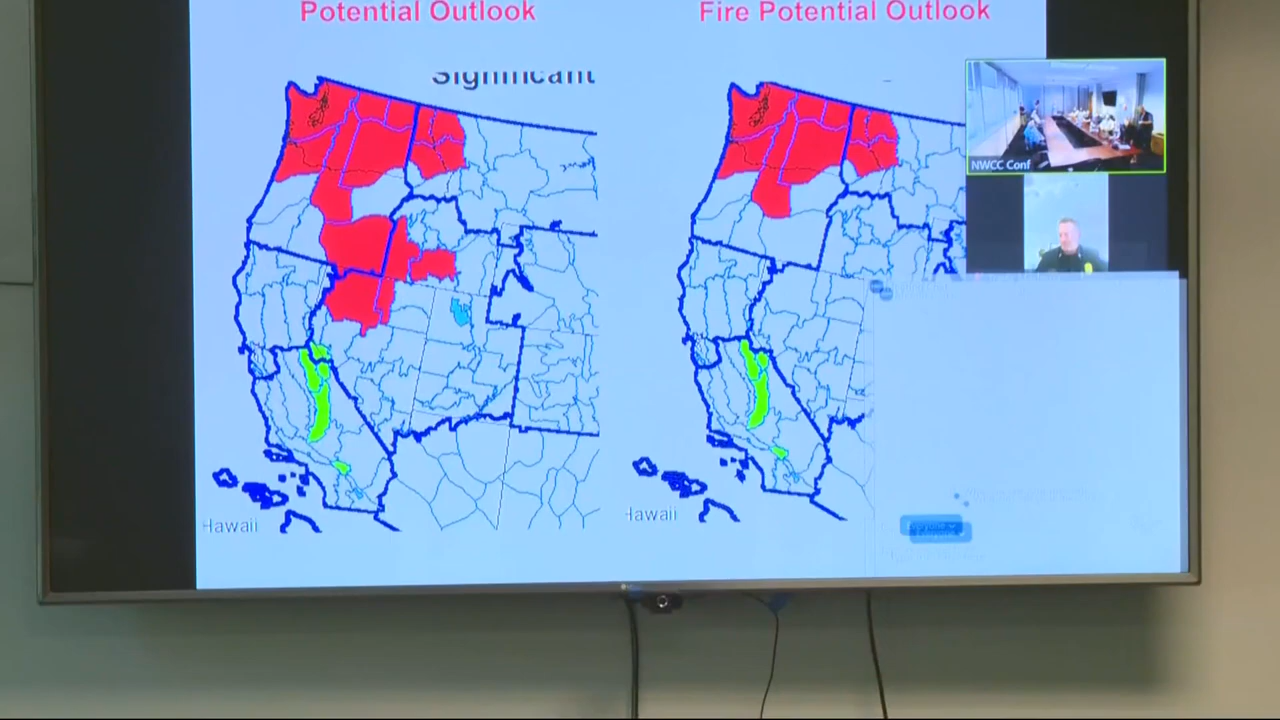 Potential Outlook
Fire Potential Outlook
Significant
NWCC Conf
Hawaii
Hawaii